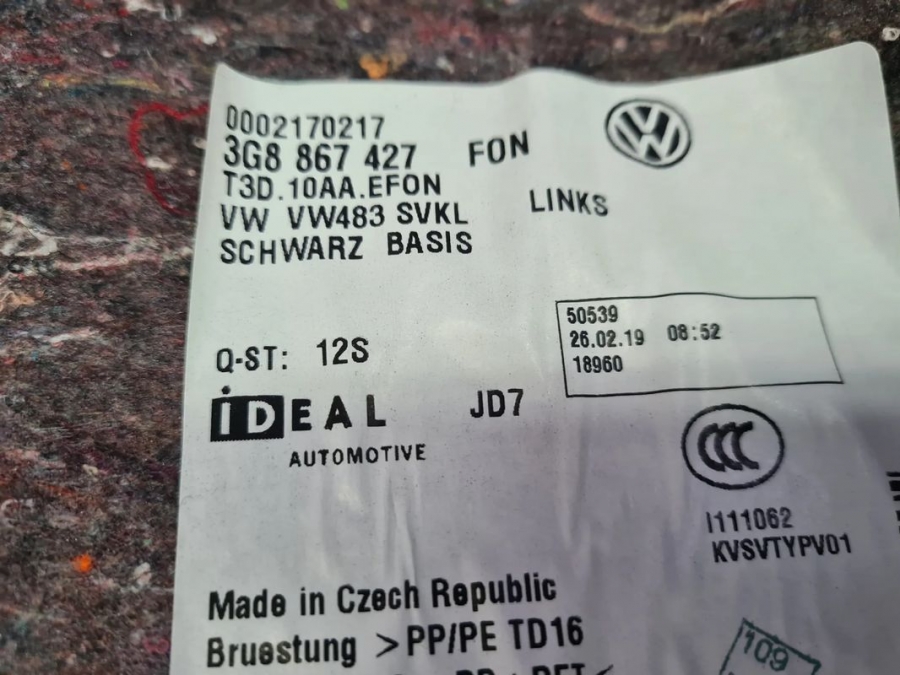 0002170217
3G8 867 427 FON
T3D.10AA.EFON
VW VW483 SVKL LINKS
SCHWARZ BASIS
50539
26.02.19 08:52
18960
Q-ST: 12S
iDEAL JD7
AUTOMOTIVE
CCC
I111062
KVSVTYPV01
Made in Czech Republic
Bruestung >PP/PE TD16
109